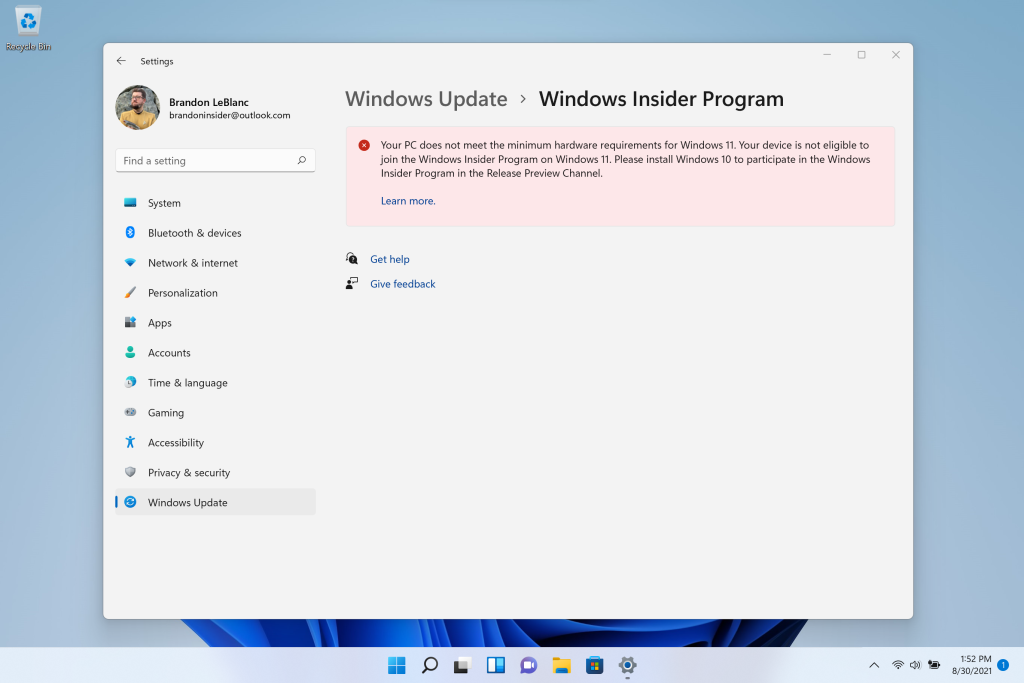 Recycle Bin
Settings
Brandon LeBlanc
brandoninsider@outlook.com
Find a setting
System
Bluetooth & devices
Network & internet
Personalization
Apps
Accounts
Time & language
Gaming
Accessibility
Privacy & security
Windows Update
Windows Update › Windows Insider Program
Your PC does not meet the minimum hardware requirements for Windows 11. Your device is not eligible to
join the Windows Insider Program on Windows 11. Please install Windows 10 to participate in the Windows
Insider Program in the Release Preview Channel.
Learn more.
Get help
Give feedback
1:52 PM
8/30/2021
1